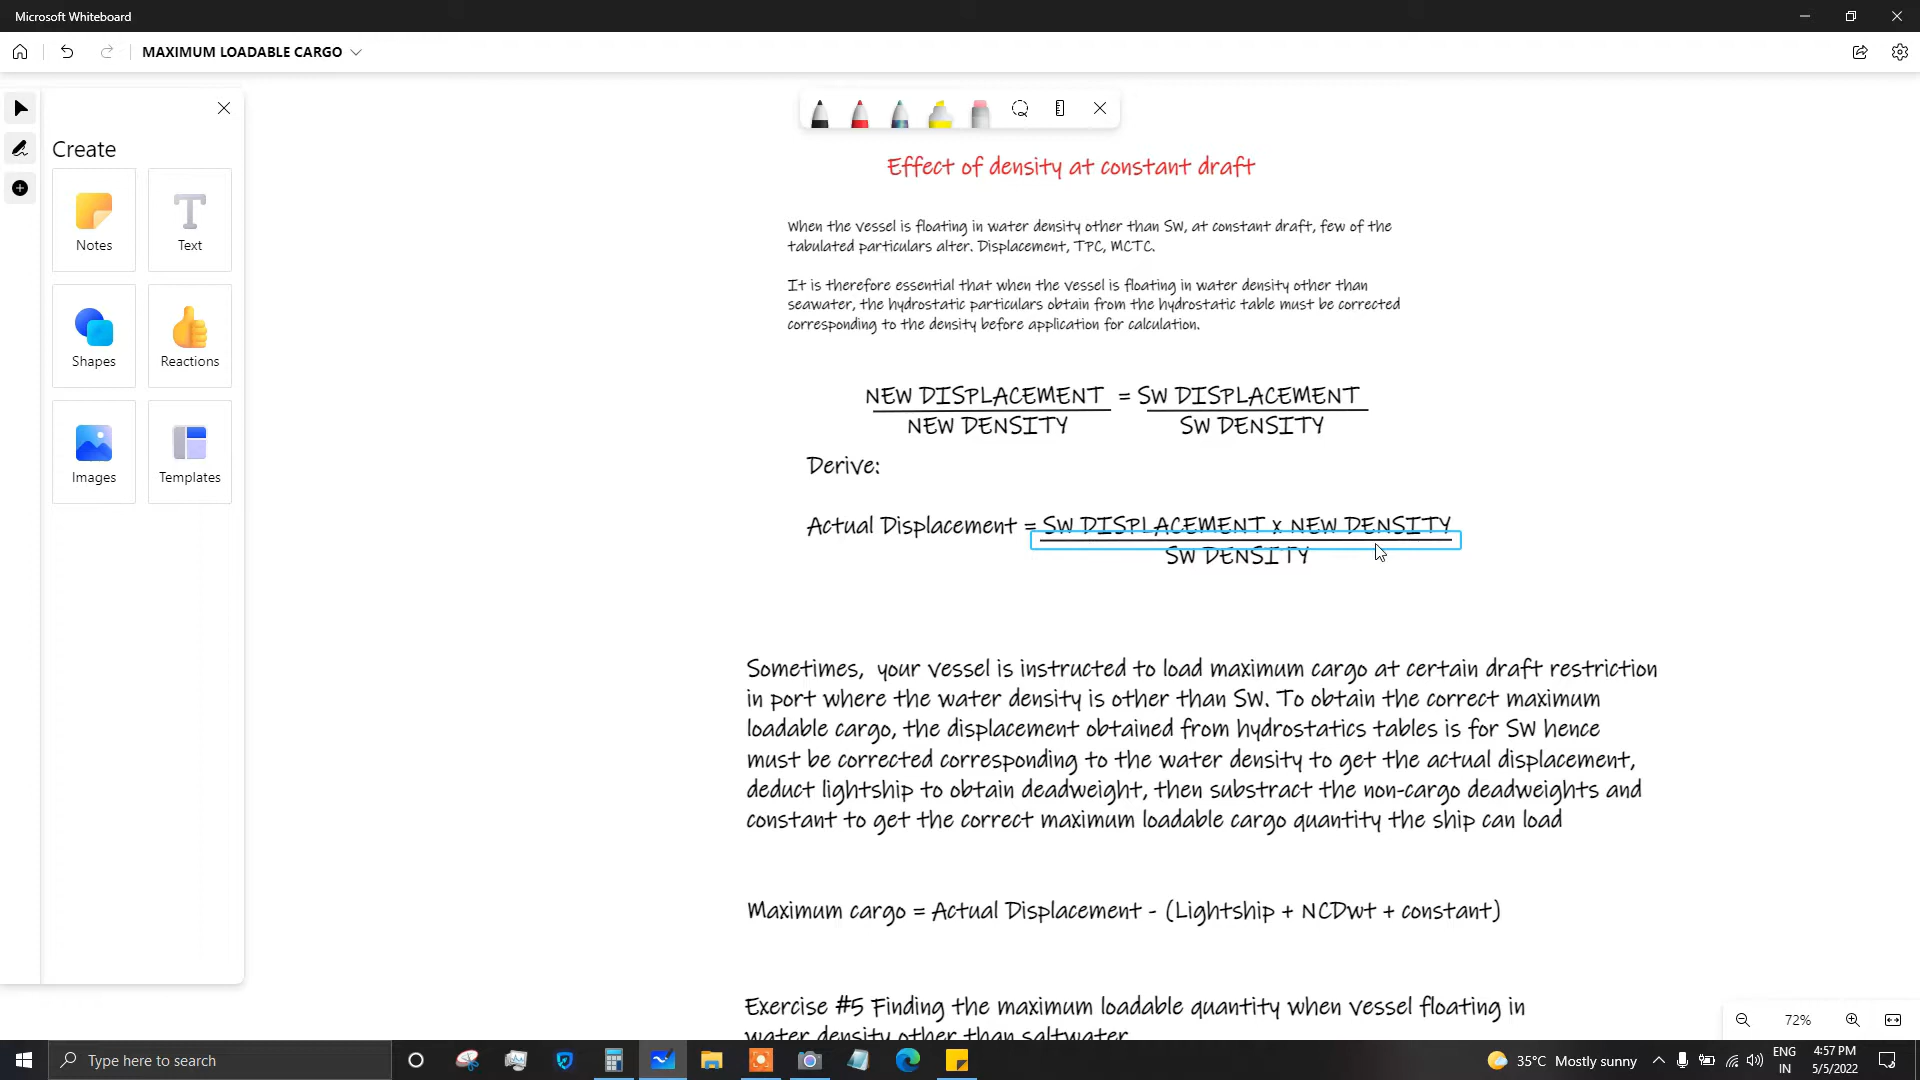 Microsoft Whiteboard
MAXIMUM LOADABLE CARGO
Create
Notes
Text
Shapes
Reactions
Images
Templates
Effect of density at constant draft
When the vessel is floating in water density other than SW, at constant draft, few of the
tabulated particulars alter. Displacement, TPC, MCTC.
It is therefore essential that when the vessel is floating in water density other than
seawater, the hydrostatic particulars obtain from the hydrostatic table must be corrected
corresponding to the density before application for calculation.
NEW DISPLACEMENT = SW DISPLACEMENT
NEW DENSITY SW DENSITY
Derive:
Actual Displacement = SW DISPLACEMENT x NEW DENSITY
SW DENSITY
Sometimes, your vessel is instructed to load maximum cargo at certain draft restriction
in port where the water density is other than SW. To obtain the correct maximum
loadable cargo, the displacement obtained from hydrostatics tables is for SW hence
must be corrected corresponding to the water density to get the actual displacement,
deduct lightship to obtain deadweight, then substract the non-cargo deadweights and
constant to get the correct maximum loadable cargo quantity the ship can load
Maximum cargo = Actual Displacement - (Lightship + NCDwt + constant)
Exercise #5 Finding the maximum loadable quantity when vessel floating in
water density other than saltwater
72%
Type here to search
35°C Mostly sunny
ENG
IN
4:57 PM
5/5/2022